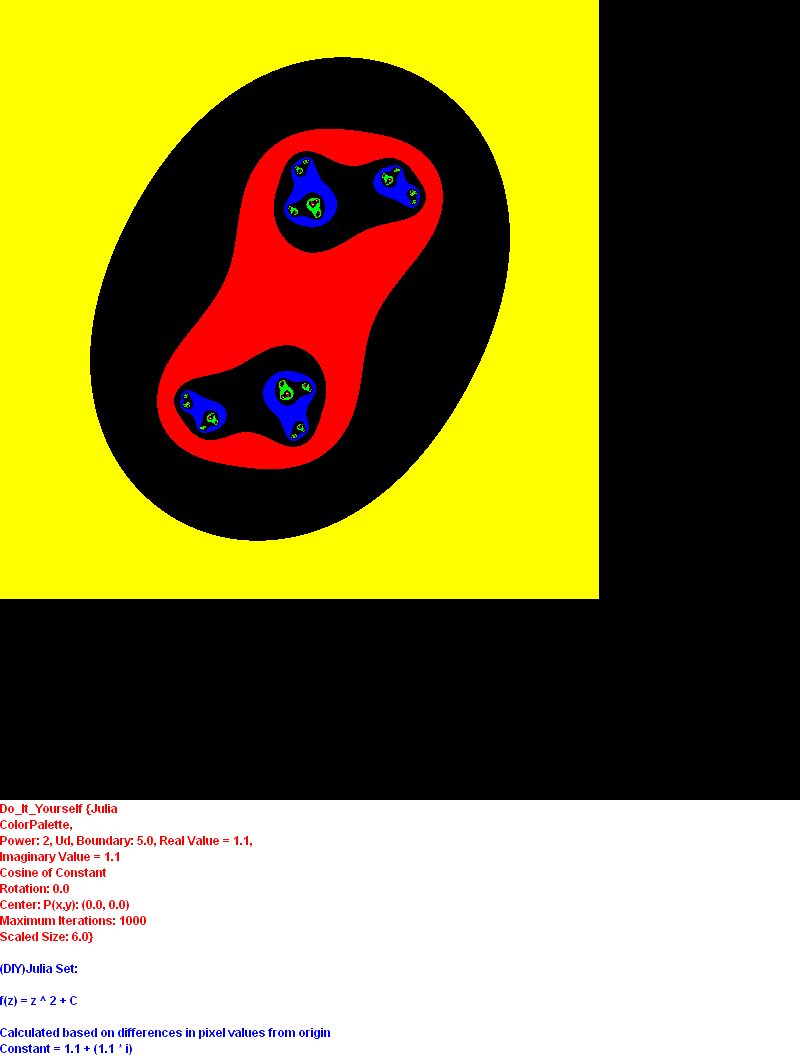 Do_It_Yourself {Julia
ColorPalette,
Power: 2, Ud, Boundary: 5.0, Real Value = 1.1,
Imaginary Value = 1.1
Cosine of Constant
Rotation: 0.0
Center: P(x,y): (0.0, 0.0)
Maximum Iterations: 1000
Scaled Size: 6.0}
(DIY)Julia Set:
f(z) = z ^ 2 + C
Calculated based on differences in pixel values from origin
Constant = 1.1 + (1.1 * i)